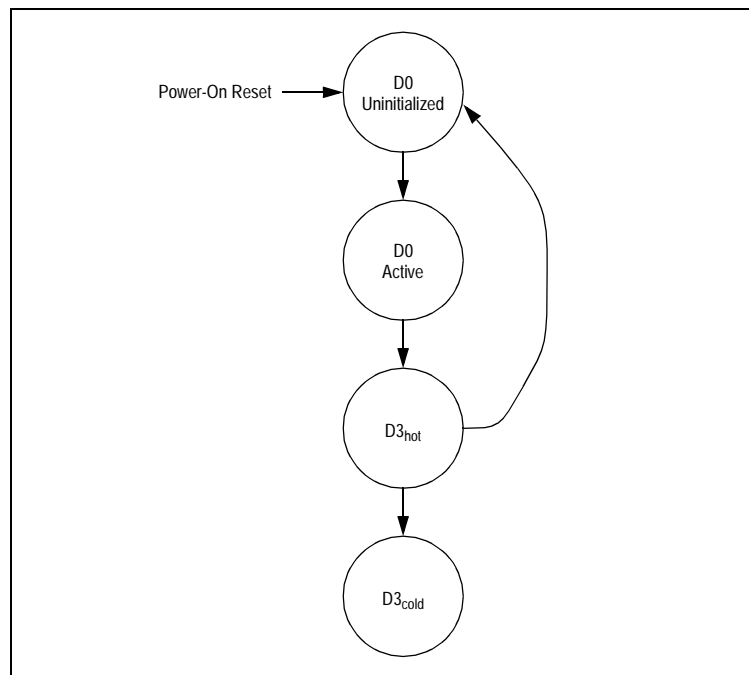 D0
Uninitialized
Power-On Reset
D0
Active
D3hot
D3cold